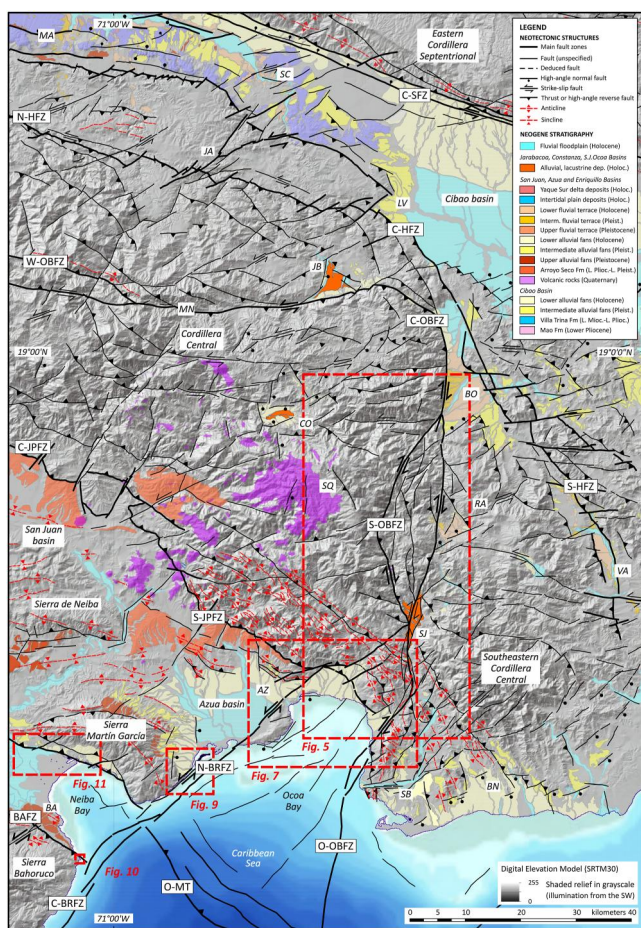 71°00'W
MA
Eastern
Cordillera
Septentrional
SC
C-SFZ
N-HFZ
JA
LV
Cibao basin
C-HFZ
W-OBFZ
JB
MN
C-OBFZ
Cordillera
Central
19°00'N
19°0'0"N
BO
CO
C-JPFZ
SQ
S-HFZ
RA
San Juan
basin
S-OBFZ
VA
Sierra de Neiba
S-JPFZ
SJ
Southeastern
Cordillera
Central
AZ
Azua basin
Sierra
Martín García
Fig. 5
N-BRFZ
Fig. 7
Fig. 11
Fig. 9
Neiba
Bay
Ocoa
Bay
SB
BN
BA
BAFZ
Caribbean
Sea
Sierra
Bahoruco
Fig. 10
O-OBFZ
O-MT
C-BRFZ
71°00'W
LEGEND
NEOTECTONIC STRUCTURES
Main fault zones
Fault (unspecified)
Deduced fault
High-angle normal fault
Strike-slip fault
Thrust or high-angle reverse fault
Anticline
Sincline
NEOGENE STRATIGRAPHY
Fluvial floodplain (Holocene)
Jarabacoa, Constanza, S.J.Ocoa Basins
Alluvial, lacustrine dep. (Holoc.)
San Juan, Azua and Enriquillo Basins
Yaque Sur delta deposits (Holoc.)
Intertidal plain deposits (Holoc.)
Lower fluvial terrace (Holocene)
Interm. fluvial terrace (Pleist.)
Upper fluvial terrace (Pleistocene)
Lower alluvial fans (Holocene)
Intermediate alluvial fans (Pleist.)
Upper alluvial fans (Pleistocene)
Arroyo Seco Fm (L. Plioc.-L. Pleist.)
Volcanic rocks (Quaternary)
Cibao Basin
Lower alluvial fans (Holocene)
Intermediate alluvial fans (Pleist.)
Villa Trina Fm (L. Mioc.-L. Plioc.)
Mao Fm (Lower Pliocene)
Digital Elevation Model (SRTM30)
255
0
Shaded relief in grayscale
(illumination from the SW)
0 5 10 20 30 kilometers 40